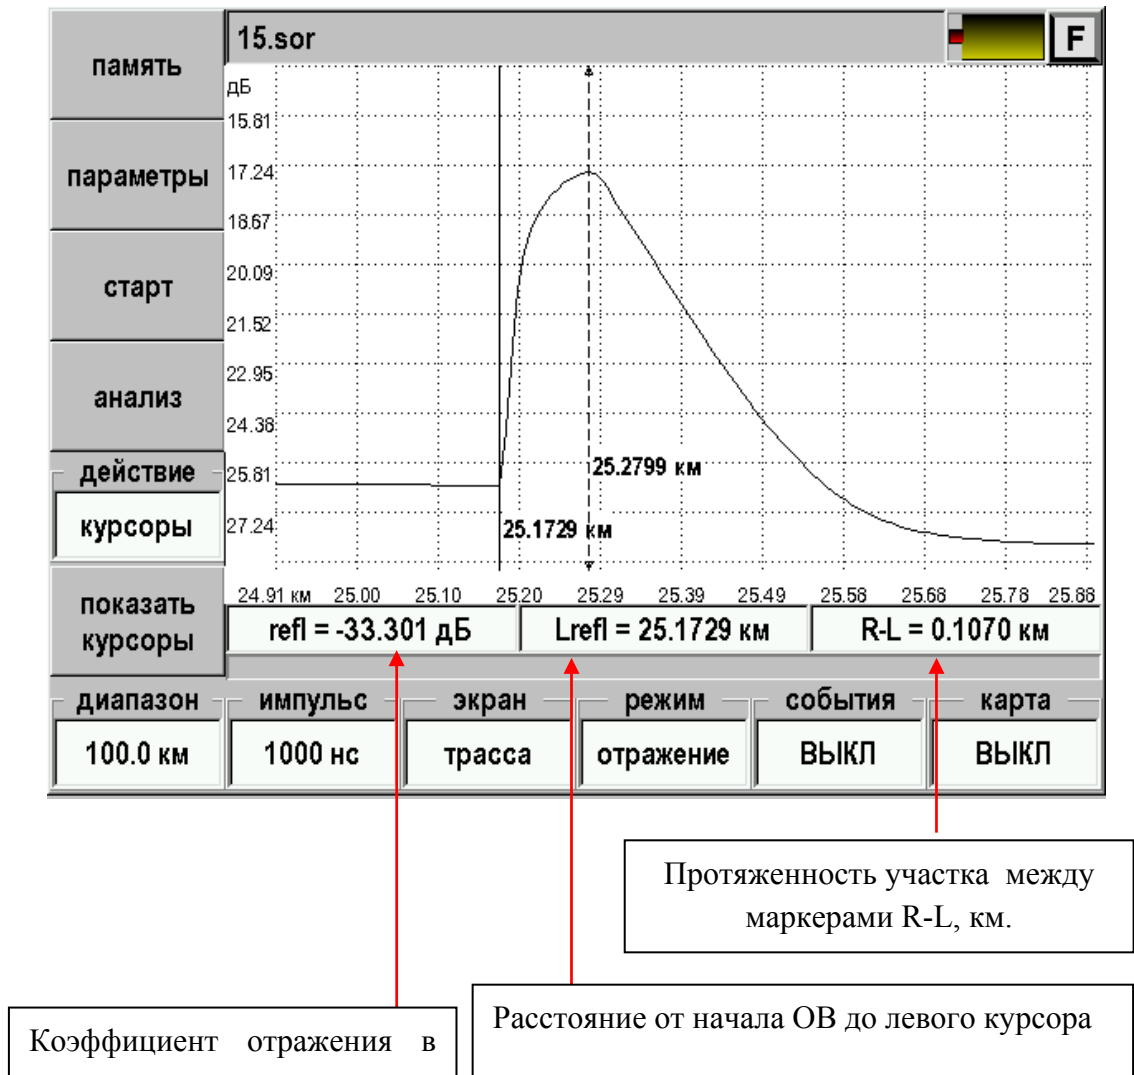 память
15.sor
F
дБ
15.81
параметры
17.24
18.67
старт
20.09
21.52
анализ
22.95
24.38
действие
25.81
25.2799 км
курсоры
27.24
25.1729 км
показать
курсоры
24.91 км 25.00 25.10 25.20 25.29 25.39 25.49 25.58 25.68 25.78 25.88
refl = -33.301 дБ
Lrefl = 25.1729 км
R-L = 0.1070 км
диапазон
импульс
экран
режим
события
карта
100.0 км
1000 нс
трасса
отражение
ВЫКЛ
ВЫКЛ
Протяженность участка между
маркерами R-L, км.
Расстояние от начала ОВ до левого курсора
Коэффициент отражения в